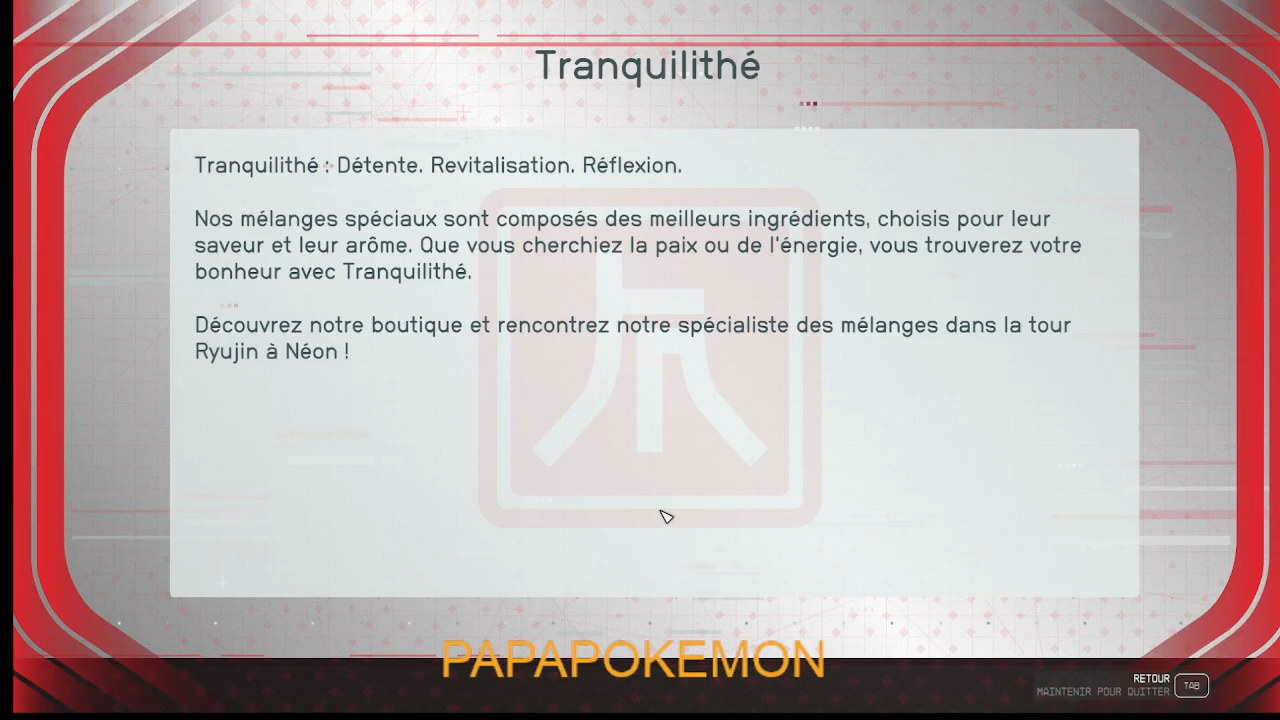 Tranquilithé
Tranquilithé : Détente. Revitalisation. Réflexion.
Nos mélanges spéciaux sont composés des meilleurs ingrédients, choisis pour leur
saveur et leur arôme. Que vous cherchiez la paix ou de l'énergie, vous trouverez votre
bonheur avec Tranquilithé.
Découvrez notre boutique et rencontrez notre spécialiste des mélanges dans la tour
Ryujin à Néon !
PAPAPOKEMON
RETOUR
MAINTENIR POUR QUITTER
TAB